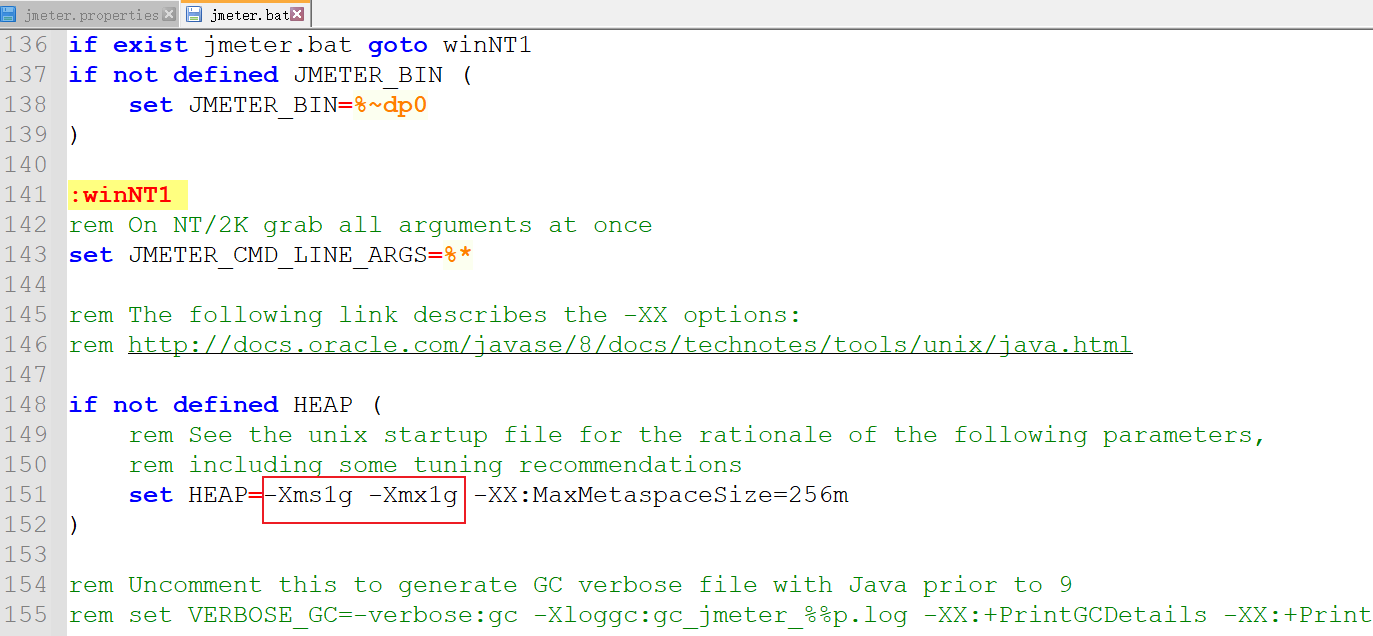 jmeter.properties jmeter.bat
136 if exist jmeter.bat goto winNT1
137 if not defined JMETER_BIN (
138     set JMETER_BIN=%~dp0
139 )
140
141 :winNT1
142 rem On NT/2K grab all arguments at once
143 set JMETER_CMD_LINE_ARGS=%*
144
145 rem The following link describes the -XX options:
146 rem http://docs.oracle.com/javase/8/docs/technotes/tools/unix/java.html
147
148 if not defined HEAP (
149     rem See the unix startup file for the rationale of the following parameters,
150     rem including some tuning recommendations
151     set HEAP=-Xms1g -Xmx1g -XX:MaxMetaspaceSize=256m
152 )
153
154 rem Uncomment this to generate GC verbose file with Java prior to 9
155 rem set VERBOSE_GC=-verbose:gc -Xloggc:gc_jmeter_%%p.log -XX:+PrintGCDetails -XX:+Print